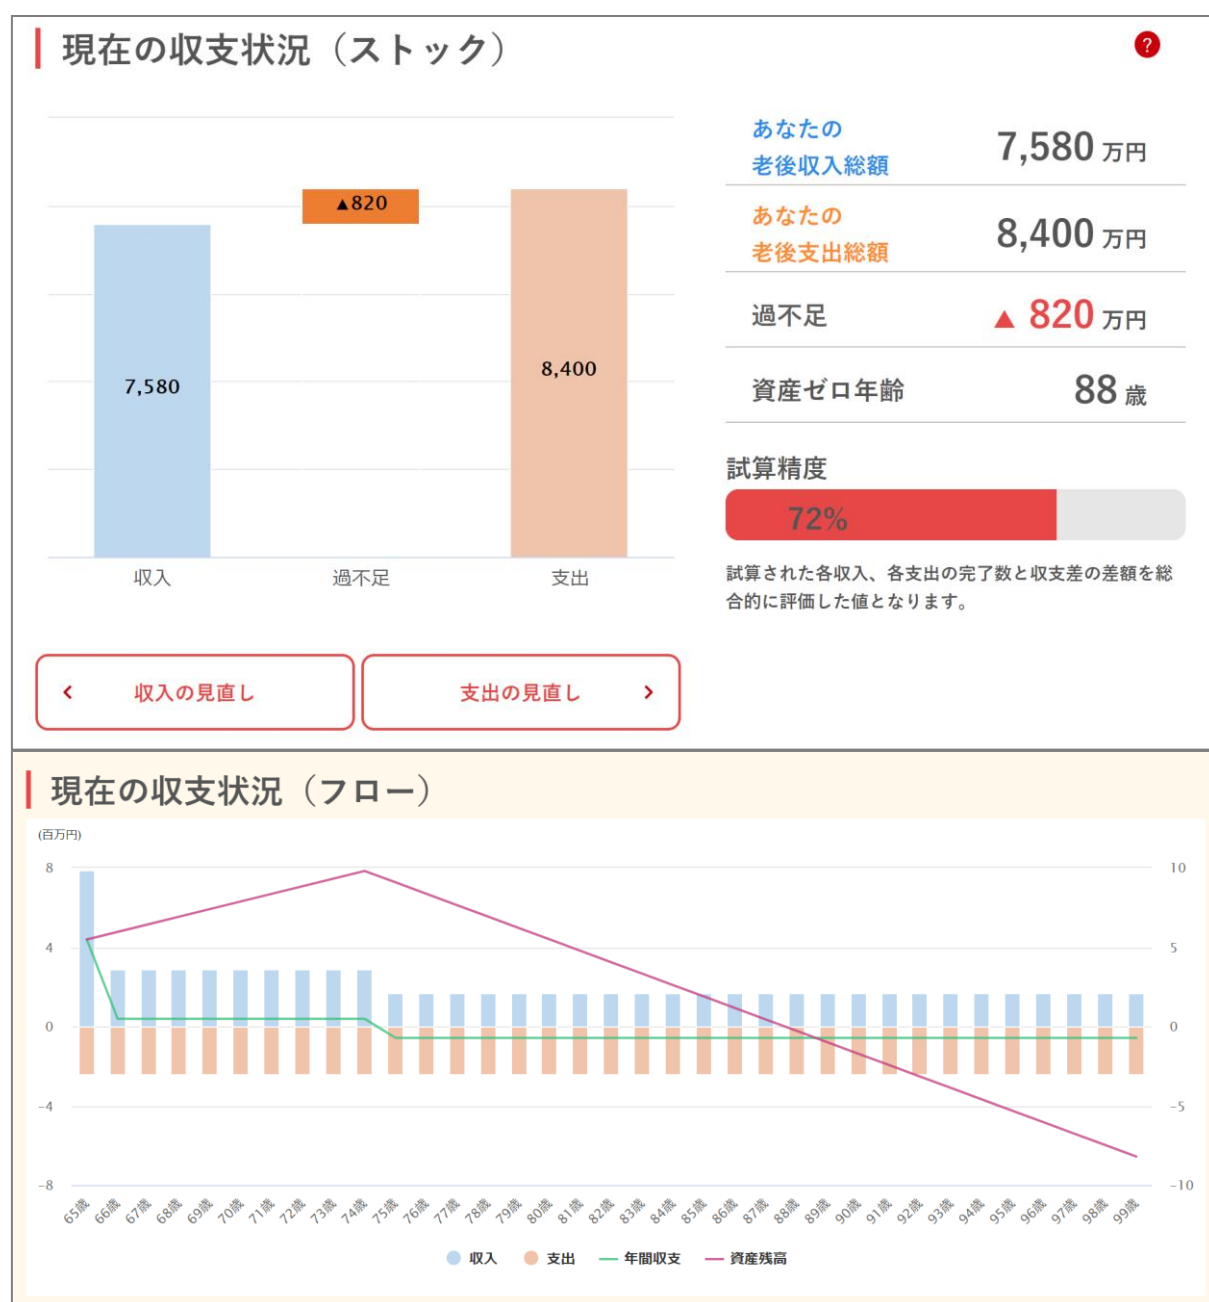 現在の収支状況（ストック）
?
▲820
7,580
8,400
収入
過不足
支出
あなたの
老後収入総額
7,580 万円
あなたの
老後支出総額
8,400 万円
過不足
▲ 820 万円
資産ゼロ年齢
88 歳
試算精度
72%
試算された各収入、各支出の完了数と収支差の差額を総
合的に評価した値となります。
収入の見直し
支出の見直し
現在の収支状況（フロー）
(百万円)
8
4
0
-4
-8
10
5
0
-5
-10
65歳 66歳 67歳 68歳 69歳 70歳 71歳 72歳 73歳 74歳 75歳 76歳 77歳 78歳 79歳 80歳 81歳 82歳 83歳 84歳 85歳 86歳 87歳 88歳 89歳 90歳 91歳 92歳 93歳 94歳 95歳 96歳 97歳 98歳 99歳
収入 支出 年間収支 資産残高